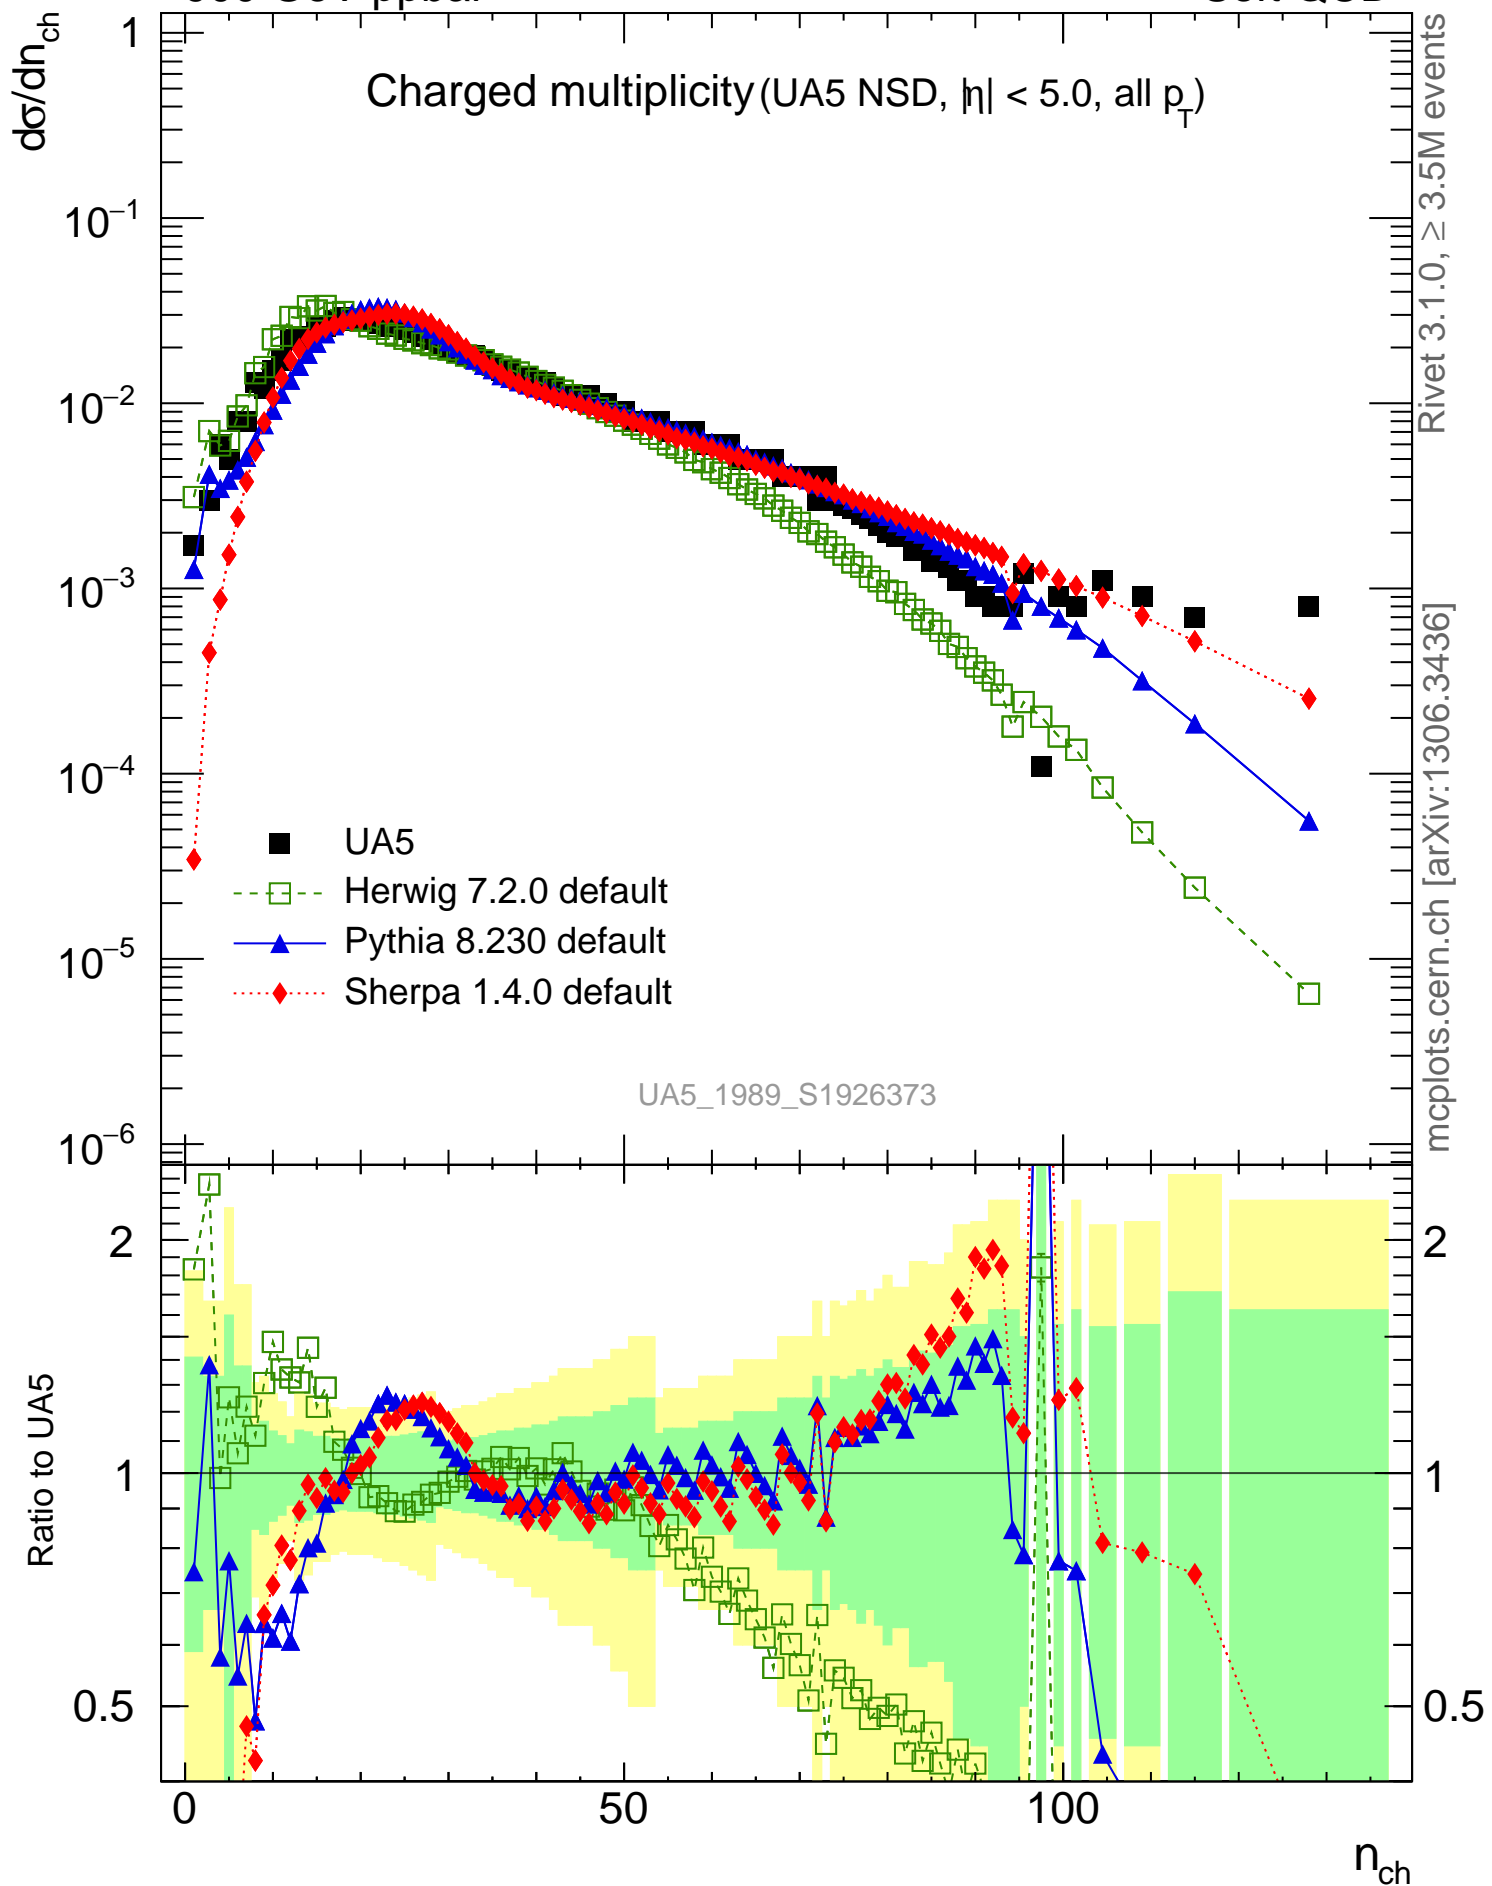 dσ/dn_ch
Charged multiplicity (UA5 NSD, |η| < 5.0, all p_T)
1
10⁻¹
10⁻²
10⁻³
10⁻⁴
10⁻⁵
10⁻⁶
UA5
Herwig 7.2.0 default
Pythia 8.230 default
Sherpa 1.4.0 default
UA5_1989_S1926373
Rivet 3.1.0, ≥ 3.5M events
mcplots.cern.ch [arXiv:1306.3436]
Ratio to UA5
2
1
0.5
2
1
0.5
0
50
100
n_ch